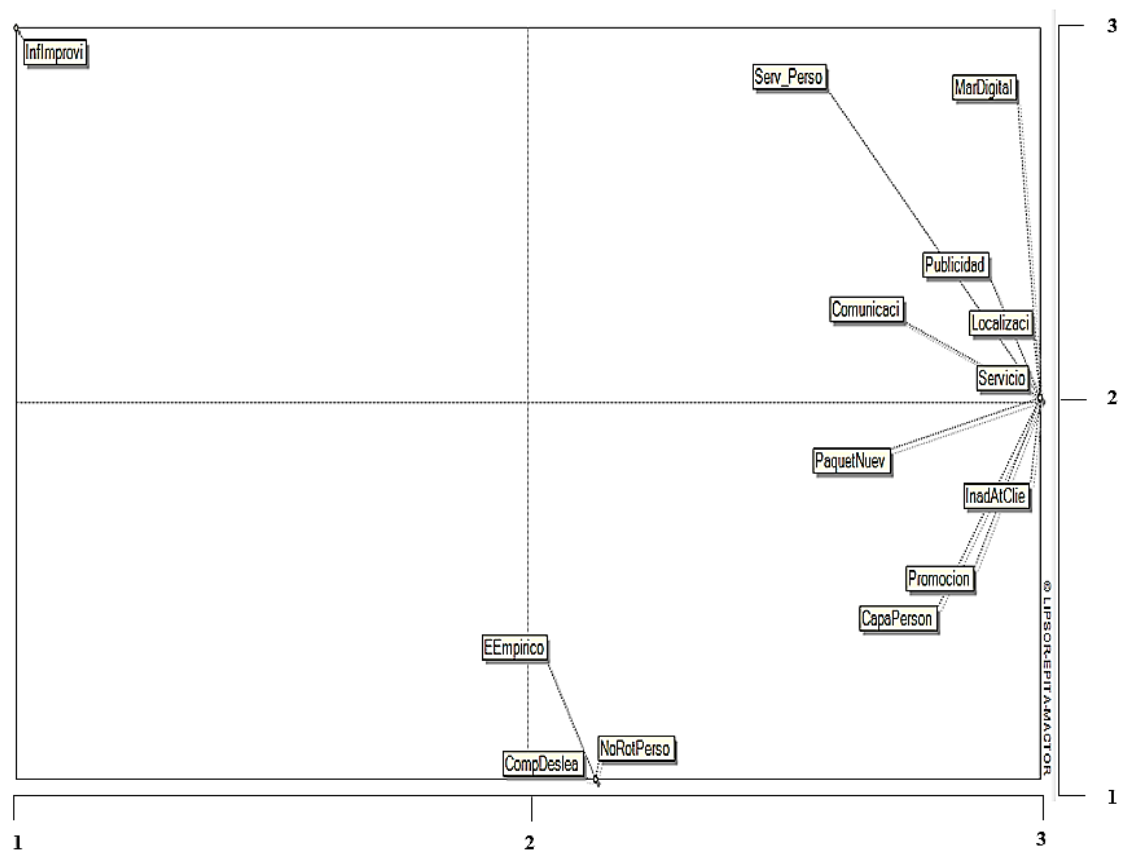 3
InfImprovi
Serv_Perso
MarDigital
Publicidad
Comunicaci
Localizaci
Servicio
2
PaquetNuev
InadAtClie
Promocion
CapaPerson
© LIPSOR-EPITA-MACTOR
EEmpirico
NoRotPerso
CompDeslea
1
1
2
3